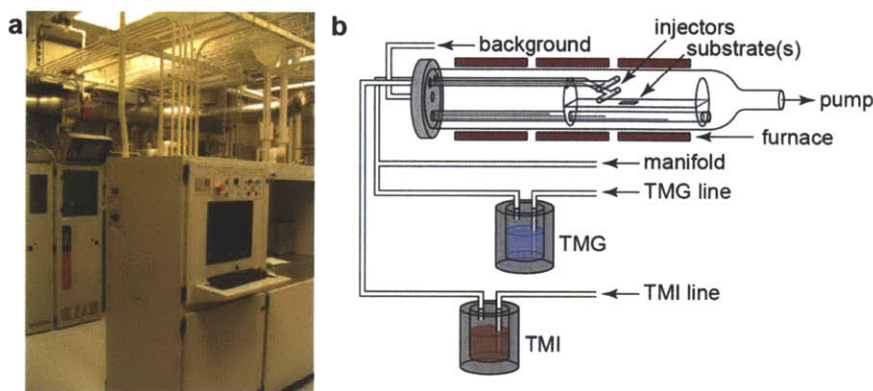 a
b
background
injectors
substrate(s)
pump
furnace
manifold
TMG line
TMG
TMI line
TMI